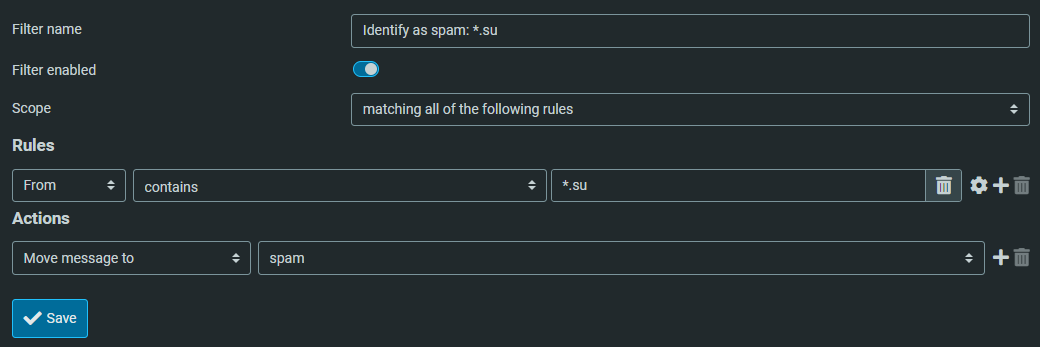 Filter name
Identify as spam: *.su
Filter enabled
Scope
matching all of the following rules
Rules
From
contains
*.su
Actions
Move message to
spam
Save